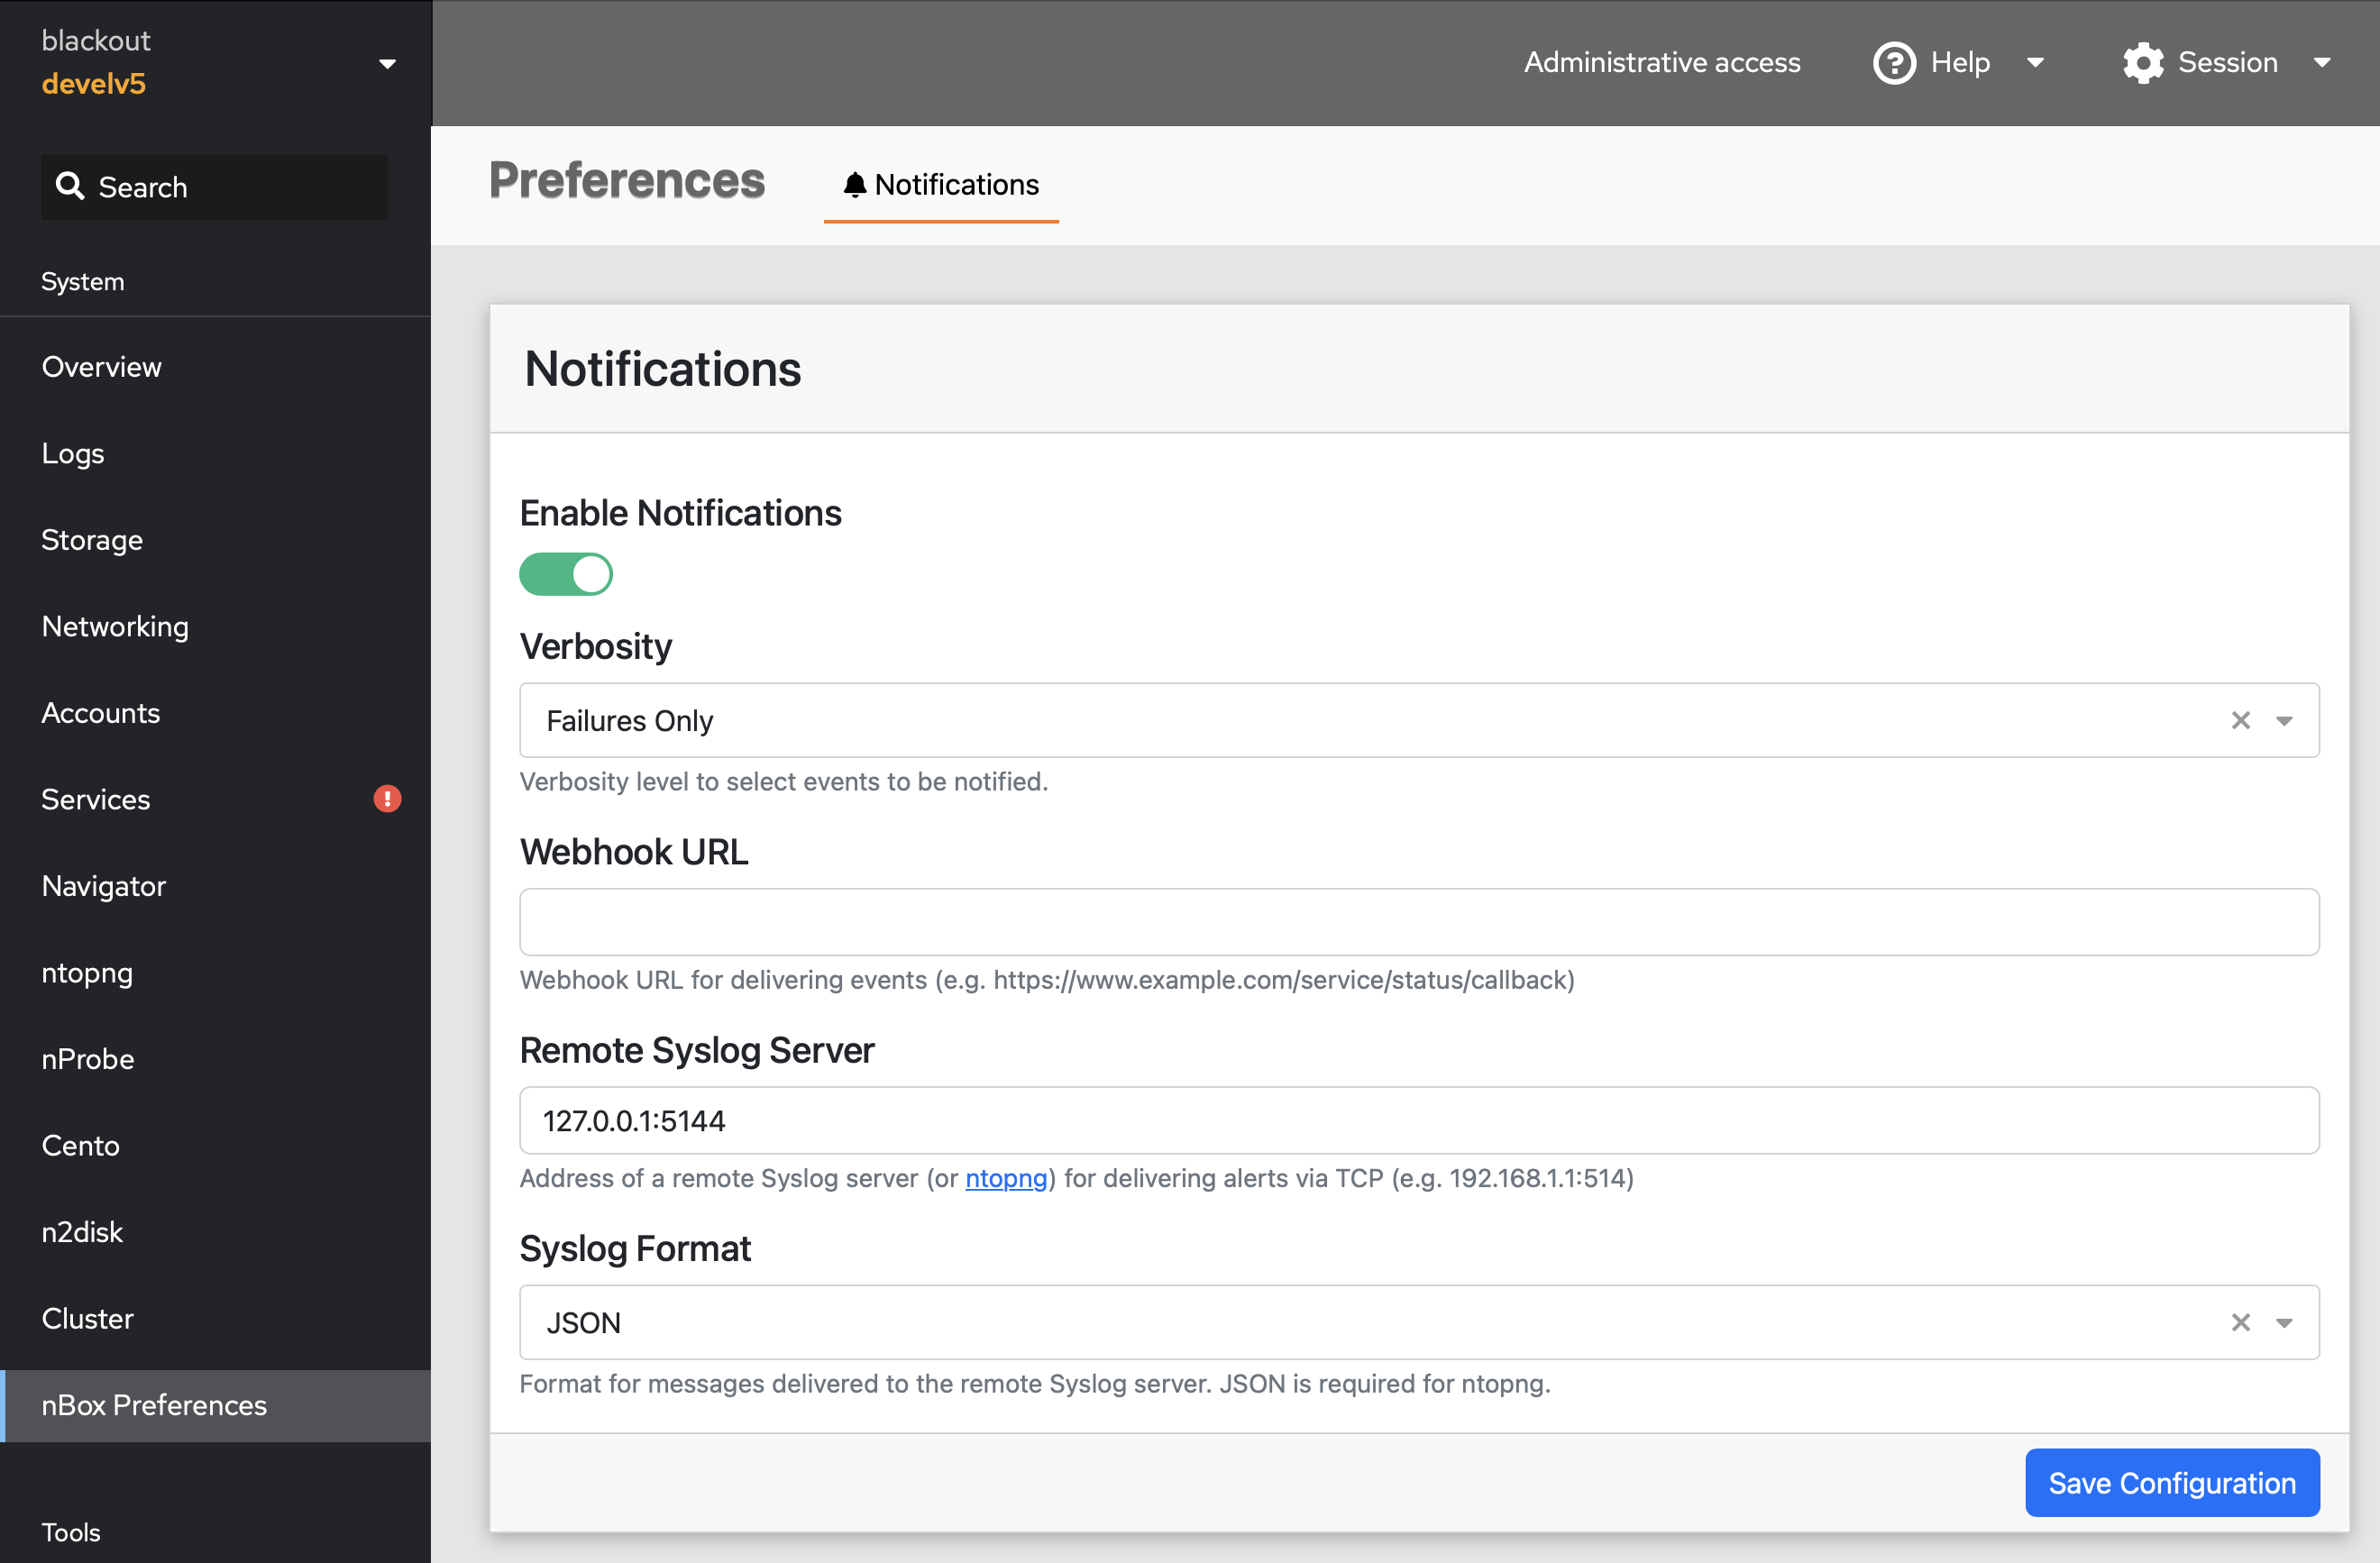 blackout
develv5
Administrative access
Help
Session
Search
System
Overview
Logs
Storage
Networking
Accounts
Services
Navigator
ntopng
nProbe
Cento
n2disk
Cluster
nBox Preferences
Tools
Preferences
Notifications
Notifications
Enable Notifications
Verbosity
Failures Only
Verbosity level to select events to be notified.
Webhook URL
Webhook URL for delivering events (e.g. https://www.example.com/service/status/callback)
Remote Syslog Server
127.0.0.1:5144
Address of a remote Syslog server (or ntopng) for delivering alerts via TCP (e.g. 192.168.1.1:514)
Syslog Format
JSON
Format for messages delivered to the remote Syslog server. JSON is required for ntopng.
Save Configuration